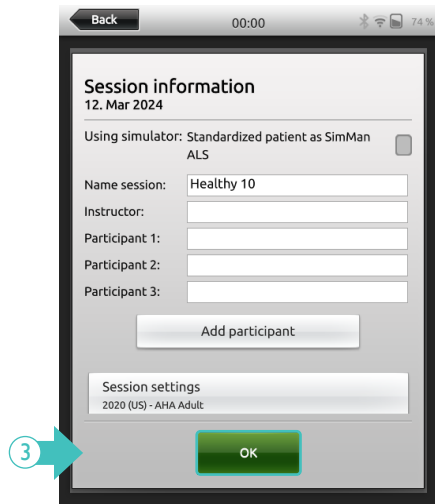 Back
00:00
74 %
Session information
12. Mar 2024
Using simulator: Standardized patient as SimMan
ALS
Name session: Healthy 10
Instructor:
Participant 1:
Participant 2:
Participant 3:
Add participant
Session settings
2020 (US) - AHA Adult
3
OK